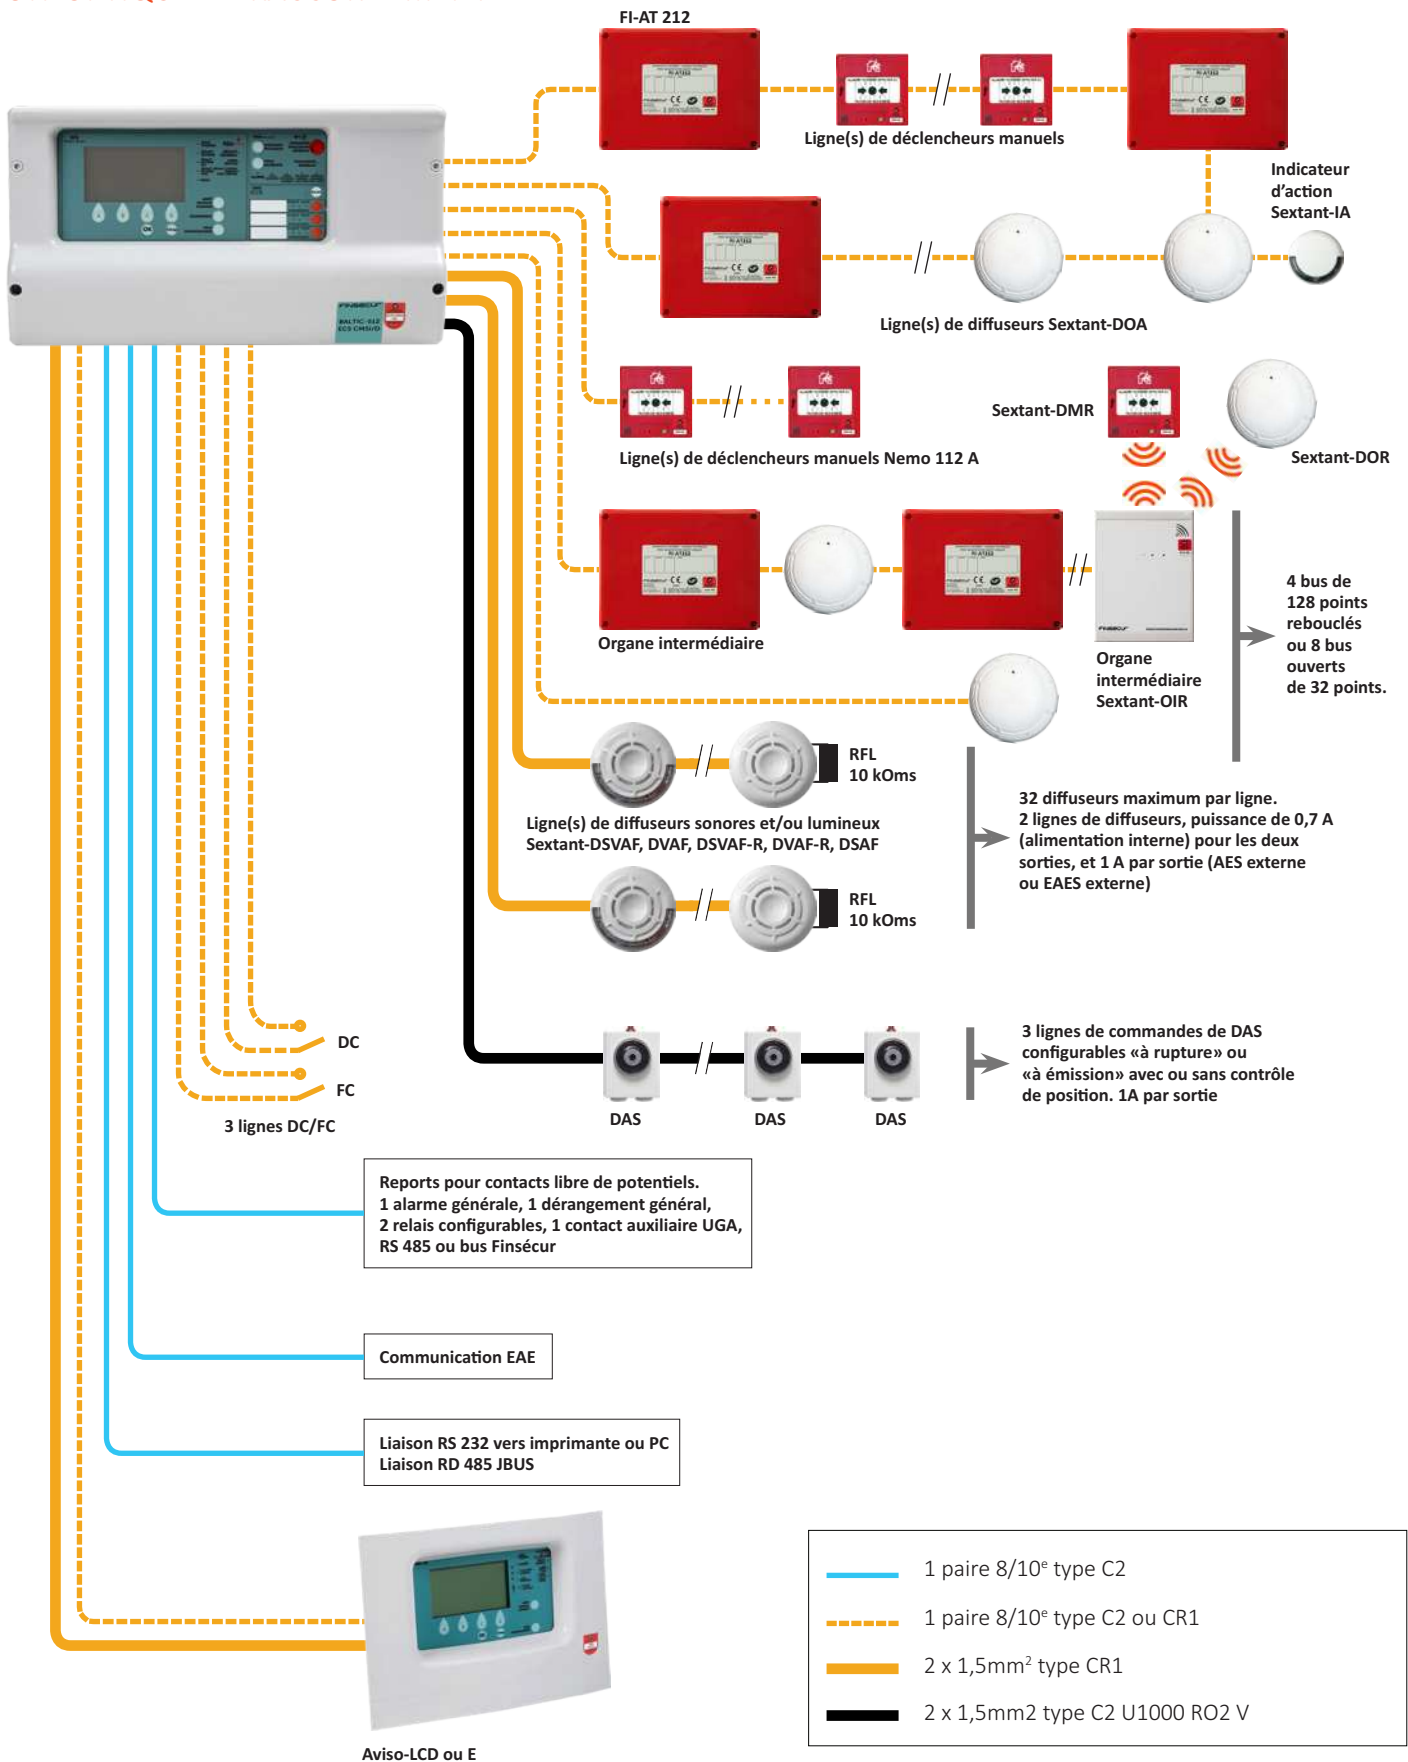 FI-AT 212
Ligne(s) de déclencheurs manuels
Indicateur
d'action
Sextant-IA
Ligne(s) de diffuseurs Sextant-DOA
FINSECUR
BALTIC 512
ECS CMSI/D
Sextant-DMR
Sextant-DOR
Ligne(s) de déclencheurs manuels Nemo 112 A
Organe intermédiaire
Organe
intermédiaire
Sextant-OIR
4 bus de
128 points
rebouclés
ou 8 bus
ouverts
de 32 points.
RFL
10 kOms
Ligne(s) de diffuseurs sonores et/ou lumineux
Sextant-DSVAF, DVAF, DSVAF-R, DVAF-R, DSAF
RFL
10 kOms
32 diffuseurs maximum par ligne.
2 lignes de diffuseurs, puissance de 0,7 A
(alimentation interne) pour les deux
sorties, et 1 A par sortie (AES externe
ou EAES externe)
DC
FC
3 lignes DC/FC
DAS
DAS
DAS
3 lignes de commandes de DAS
configurables «à rupture» ou
«à émission» avec ou sans contrôle
de position. 1A par sortie
Reports pour contacts libre de potentiels.
1 alarme générale, 1 dérangement général,
2 relais configurables, 1 contact auxiliaire UGA,
RS 485 ou bus Finsécur
Communication EAE
Liaison RS 232 vers imprimante ou PC
Liaison RD 485 JBUS
Aviso-LCD ou E
1 paire 8/10e type C2
1 paire 8/10e type C2 ou CR1
2 x 1,5mm² type CR1
2 x 1,5mm2 type C2 U1000 RO2 V